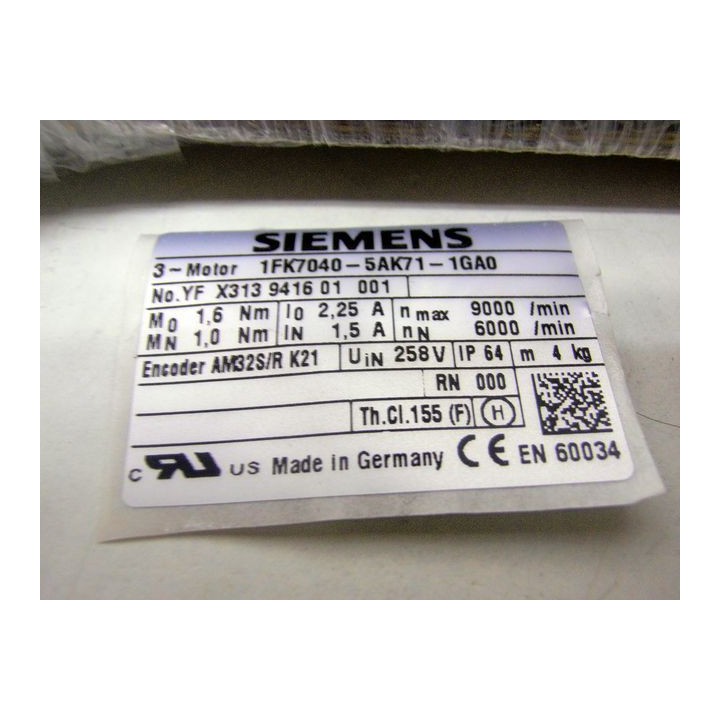 SIEMENS
3~Motor 1FK7040-5AK71-1GA0
No.YF X313 9416 01 001
M0 1,6 Nm I0 2,25 A nmax 9000 /min
MN 1,0 Nm IN 1,5 A nN 6000 /min
Encoder AM32S/R K21 UIN 258V IP 64 m 4 kg
RN 000
Th.Cl.155 (F) H
c RU US Made in Germany CE EN 60034